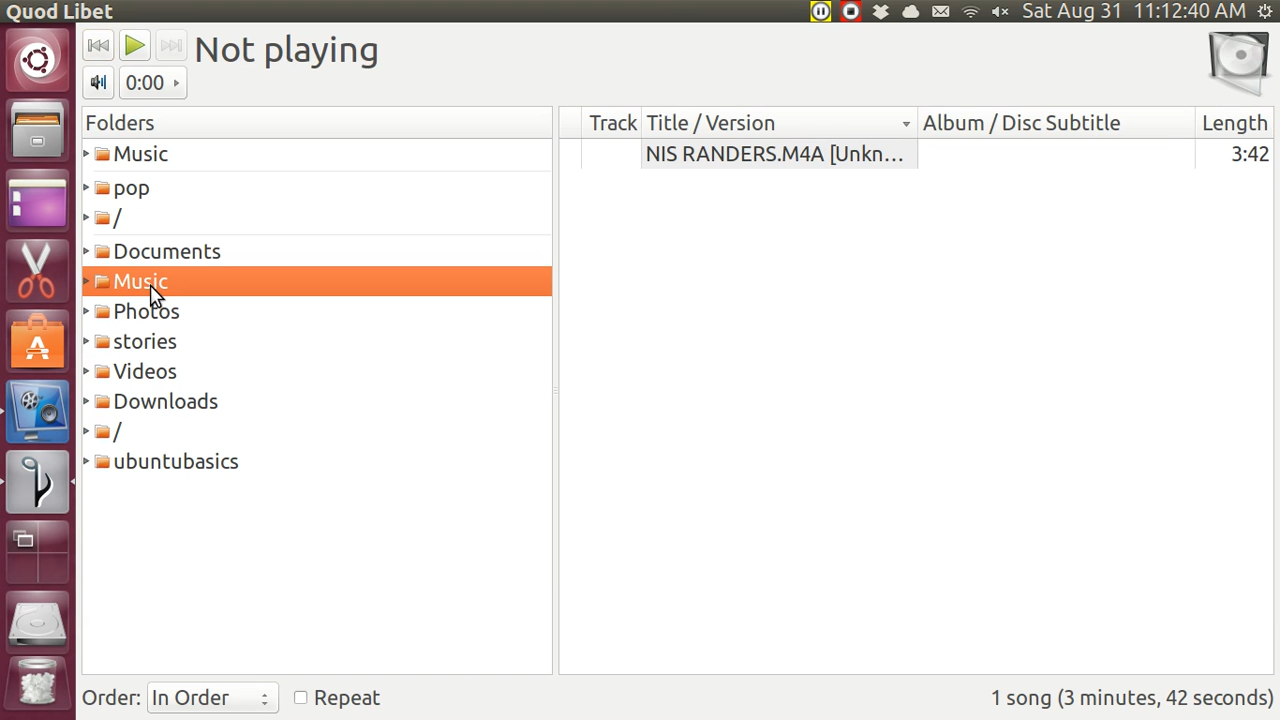 Quod Libet
Sat Aug 31 11:12:40 AM
Not playing
0:00
Folders
Music
pop
/
Documents
Music
Photos
stories
Videos
Downloads
/
ubuntubasics
Track Title / Version Album / Disc Subtitle Length
NIS RANDERS.M4A [Unkn... 3:42
Order: In Order Repeat
1 song (3 minutes, 42 seconds)